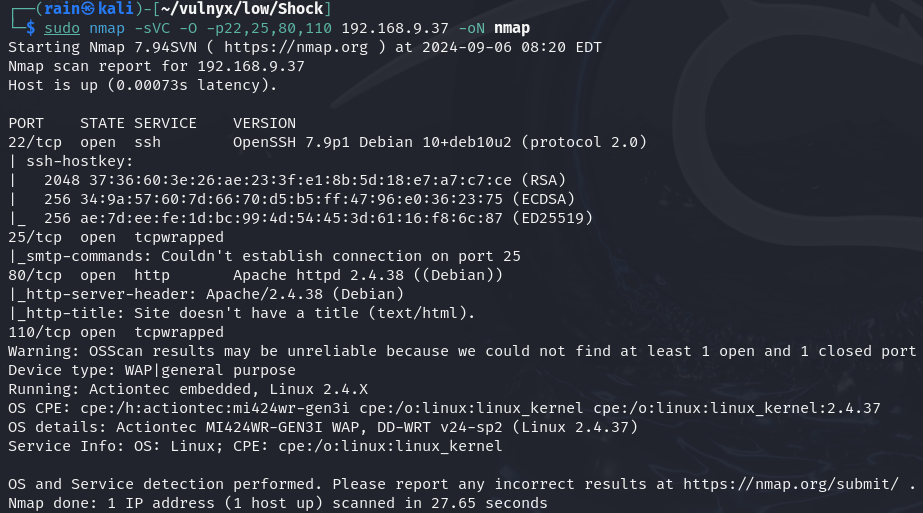 ┌──(rain㉿kali)-[~/vulnyx/low/Shock]
└─$ sudo nmap -sVC -O -p22,25,80,110 192.168.9.37 -oN nmap
Starting Nmap 7.94SVN ( https://nmap.org ) at 2024-09-06 08:20 EDT
Nmap scan report for 192.168.9.37
Host is up (0.00073s latency).

PORT    STATE SERVICE    VERSION
22/tcp  open  ssh        OpenSSH 7.9p1 Debian 10+deb10u2 (protocol 2.0)
| ssh-hostkey:
|   2048 37:36:60:3e:26:ae:23:3f:e1:8b:5d:18:e7:a7:c7:ce (RSA)
|   256 34:9a:57:60:7d:66:70:d5:b5:ff:47:96:e0:36:23:75 (ECDSA)
|_  256 ae:7d:ee:fe:1d:bc:99:4d:54:45:3d:61:16:f8:6c:87 (ED25519)
25/tcp  open  tcpwrapped
|_smtp-commands: Couldn't establish connection on port 25
80/tcp  open  http       Apache httpd 2.4.38 ((Debian))
|_http-server-header: Apache/2.4.38 (Debian)
|_http-title: Site doesn't have a title (text/html).
110/tcp open  tcpwrapped
Warning: OSScan results may be unreliable because we could not find at least 1 open and 1 closed port
Device type: WAP|general purpose
Running: Actiontec embedded, Linux 2.4.X
OS CPE: cpe:/h:actiontec:mi424wr-gen3i cpe:/o:linux:linux_kernel cpe:/o:linux:linux_kernel:2.4.37
OS details: Actiontec MI424WR-GEN3I WAP, DD-WRT v24-sp2 (Linux 2.4.37)
Service Info: OS: Linux; CPE: cpe:/o:linux:linux_kernel

OS and Service detection performed. Please report any incorrect results at https://nmap.org/submit/ .
Nmap done: 1 IP address (1 host up) scanned in 27.65 seconds